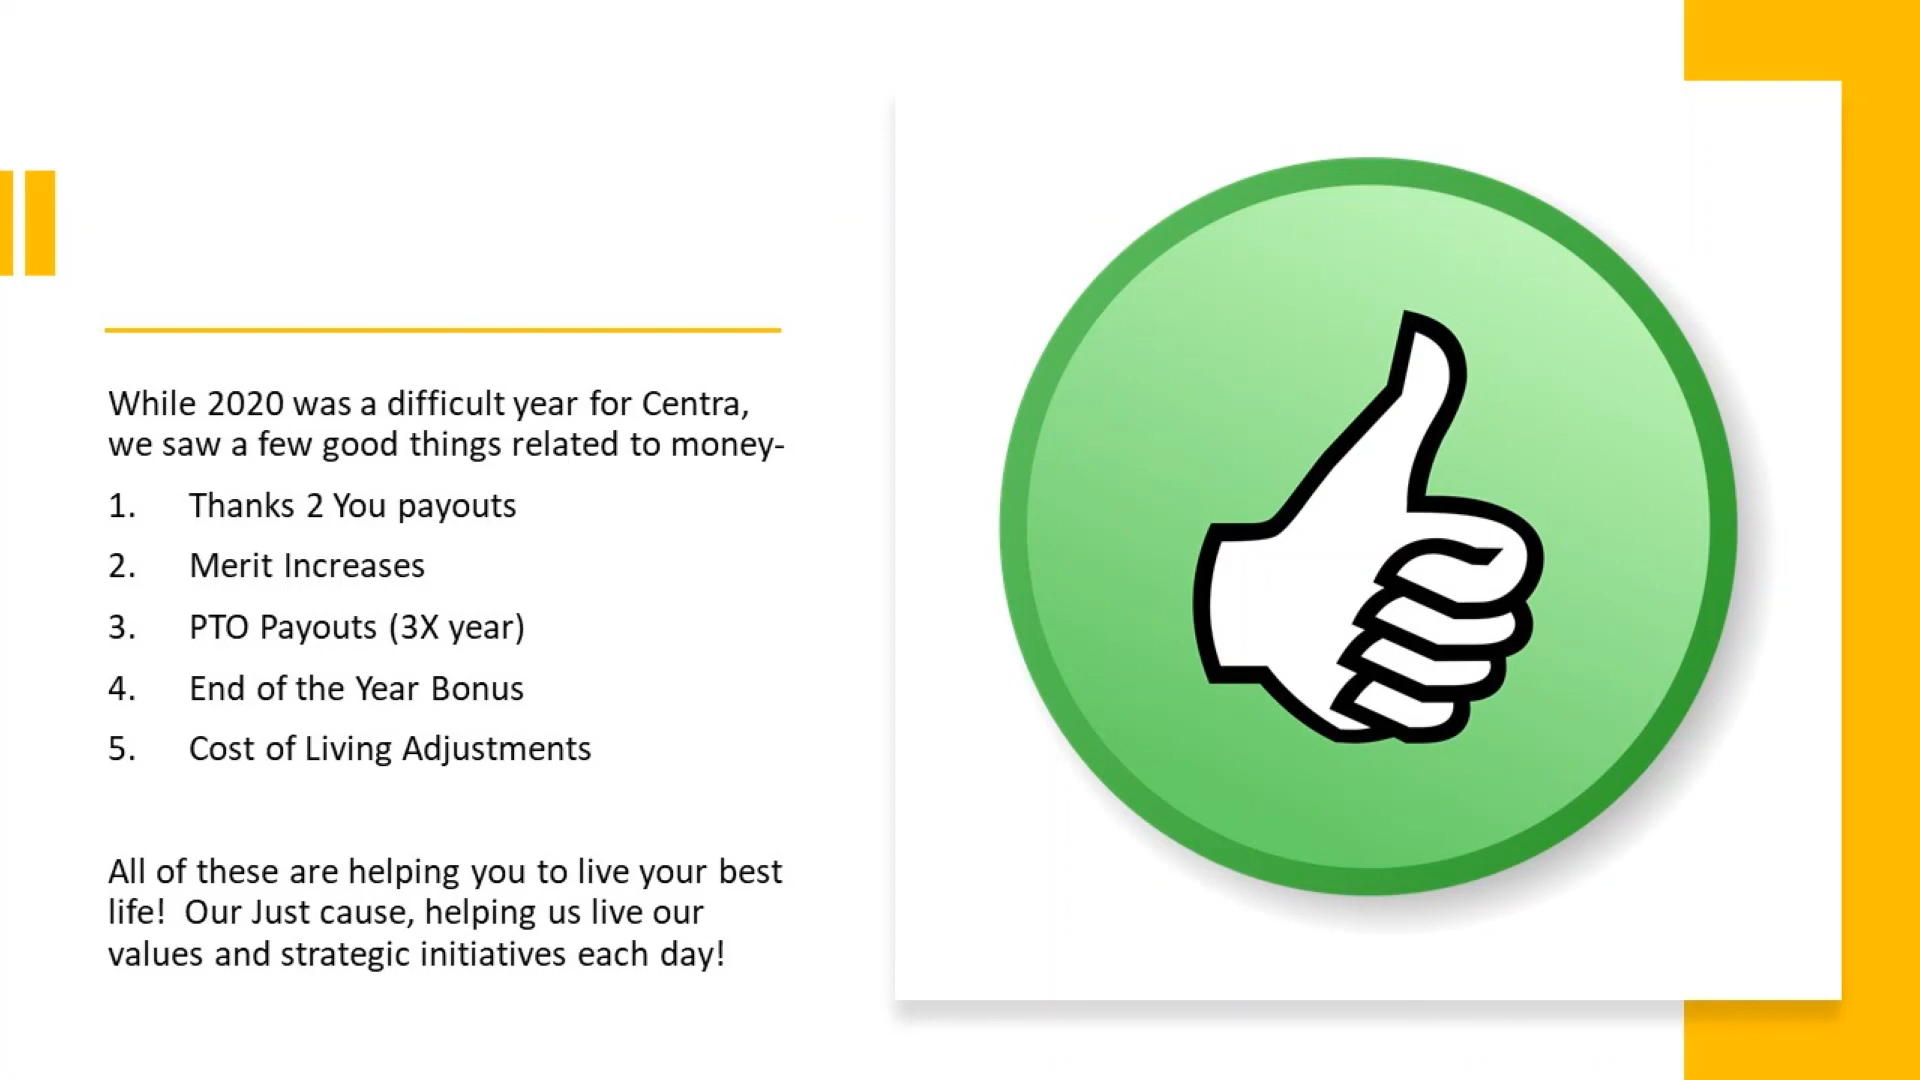 While 2020 was a difficult year for Centra,
we saw a few good things related to money-
1. Thanks 2 You payouts
2. Merit Increases
3. PTO Payouts (3X year)
4. End of the Year Bonus
5. Cost of Living Adjustments
All of these are helping you to live your best
life!  Our Just cause, helping us live our
values and strategic initiatives each day!